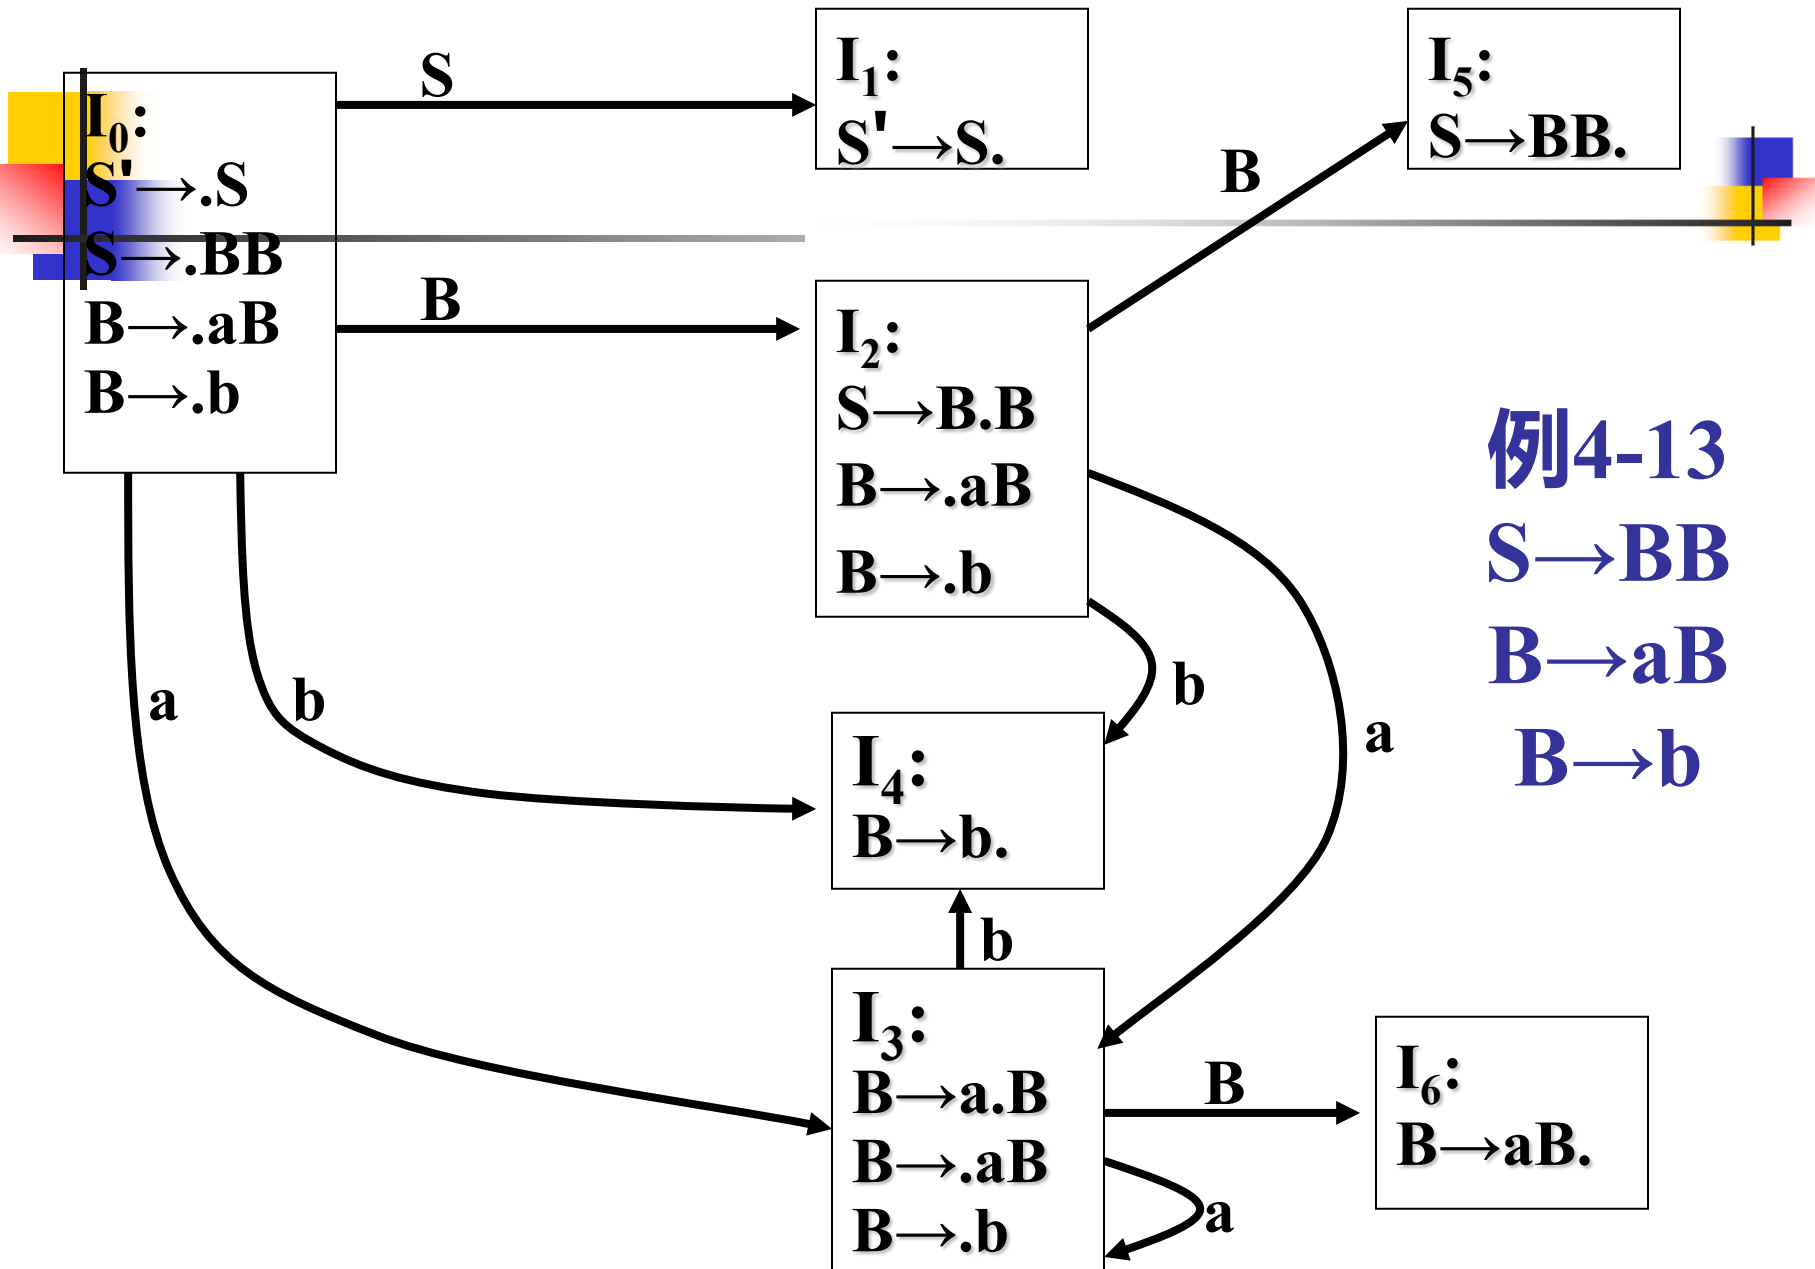 I₀:
S'→.S
S→.BB
B→.aB
B→.b
S
I₁:
S'→S.
B
I₂:
S→B.B
B→.aB
B→.b
B
I₅:
S→BB.
a
b
b
a
I₄:
B→b.
b
I₃:
B→a.B
B→.aB
B→.b
B
a
I₆:
B→aB.
例4-13
S→BB
B→aB
B→b